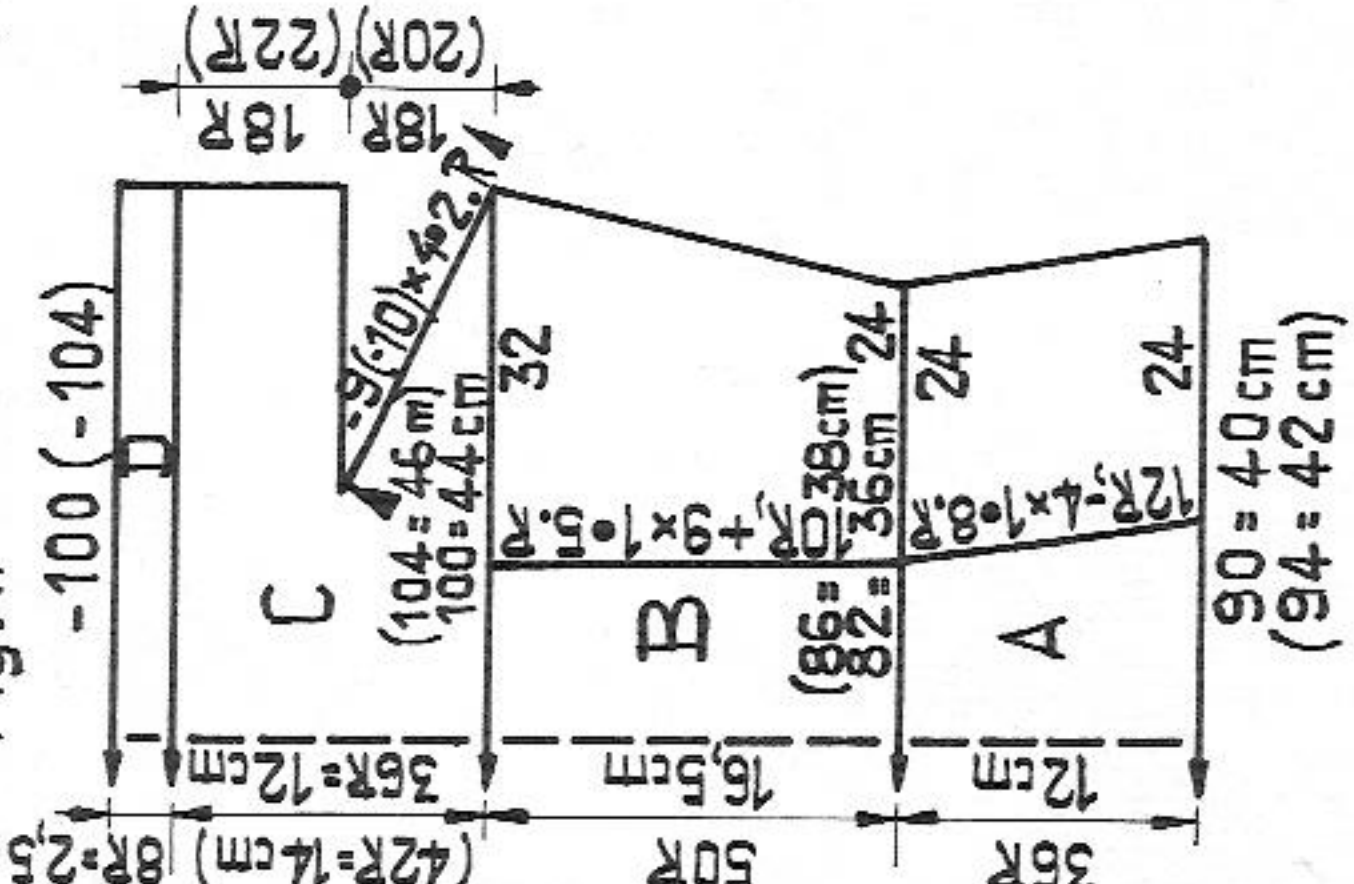 -100 (-104)
D
18R 18R
(22R) (20R)
C
-9(-10)×4•2.R
(104=46m)
100=44cm
32
B
10R, +9×1•5.R
(86=38cm)
82=36cm
24
24
A
12R-4×1•8.R
24
90=40cm
(94=42cm)
8R=2,5
36R=12cm
(42R=14cm)
16,5cm
50R
12cm
36R